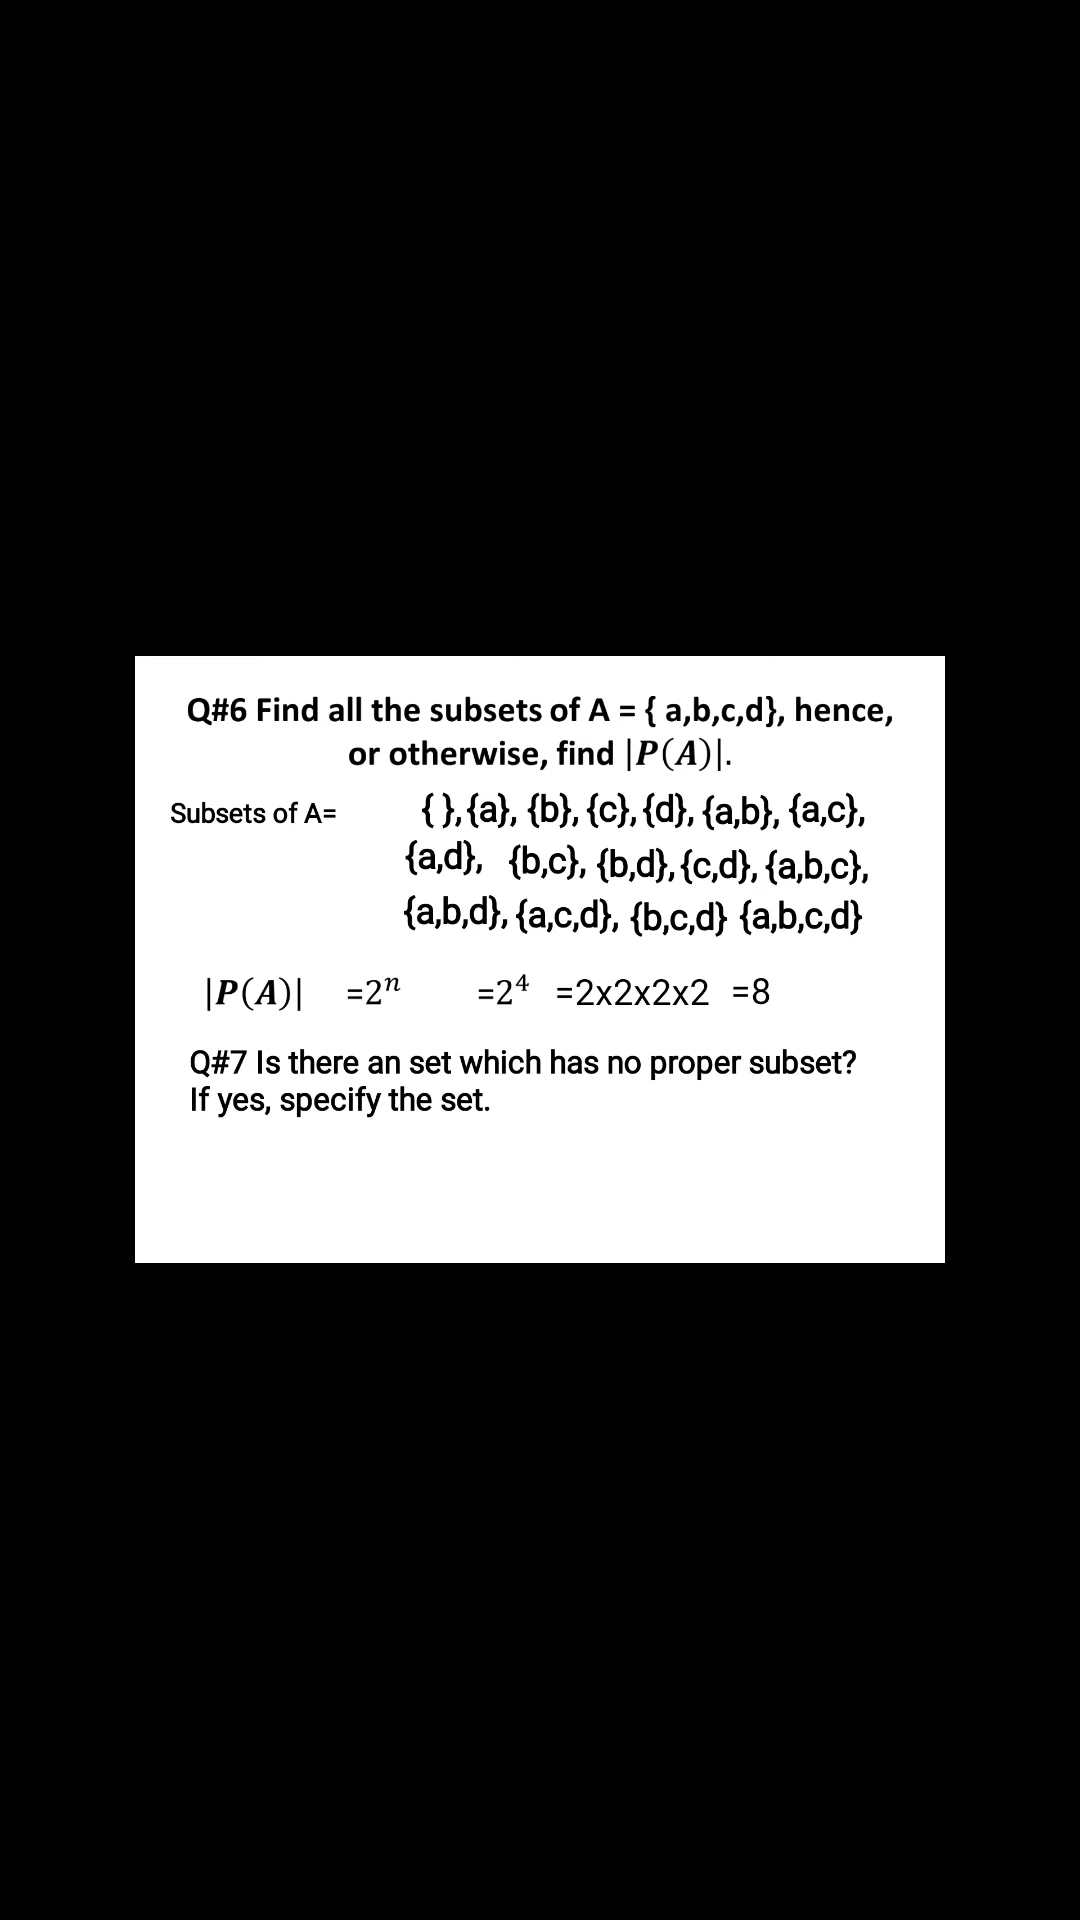 Q#6 Find all the subsets of A = { a,b,c,d}, hence,
or otherwise, find |P(A)|.
Subsets of A= { }, {a}, {b}, {c}, {d}, {a,b}, {a,c},
{a,d}, {b,c}, {b,d}, {c,d}, {a,b,c},
{a,b,d}, {a,c,d}, {b,c,d} {a,b,c,d}
|P(A)| =2ⁿ =2⁴ =2x2x2x2 =8
Q#7 Is there an set which has no proper subset?
If yes, specify the set.